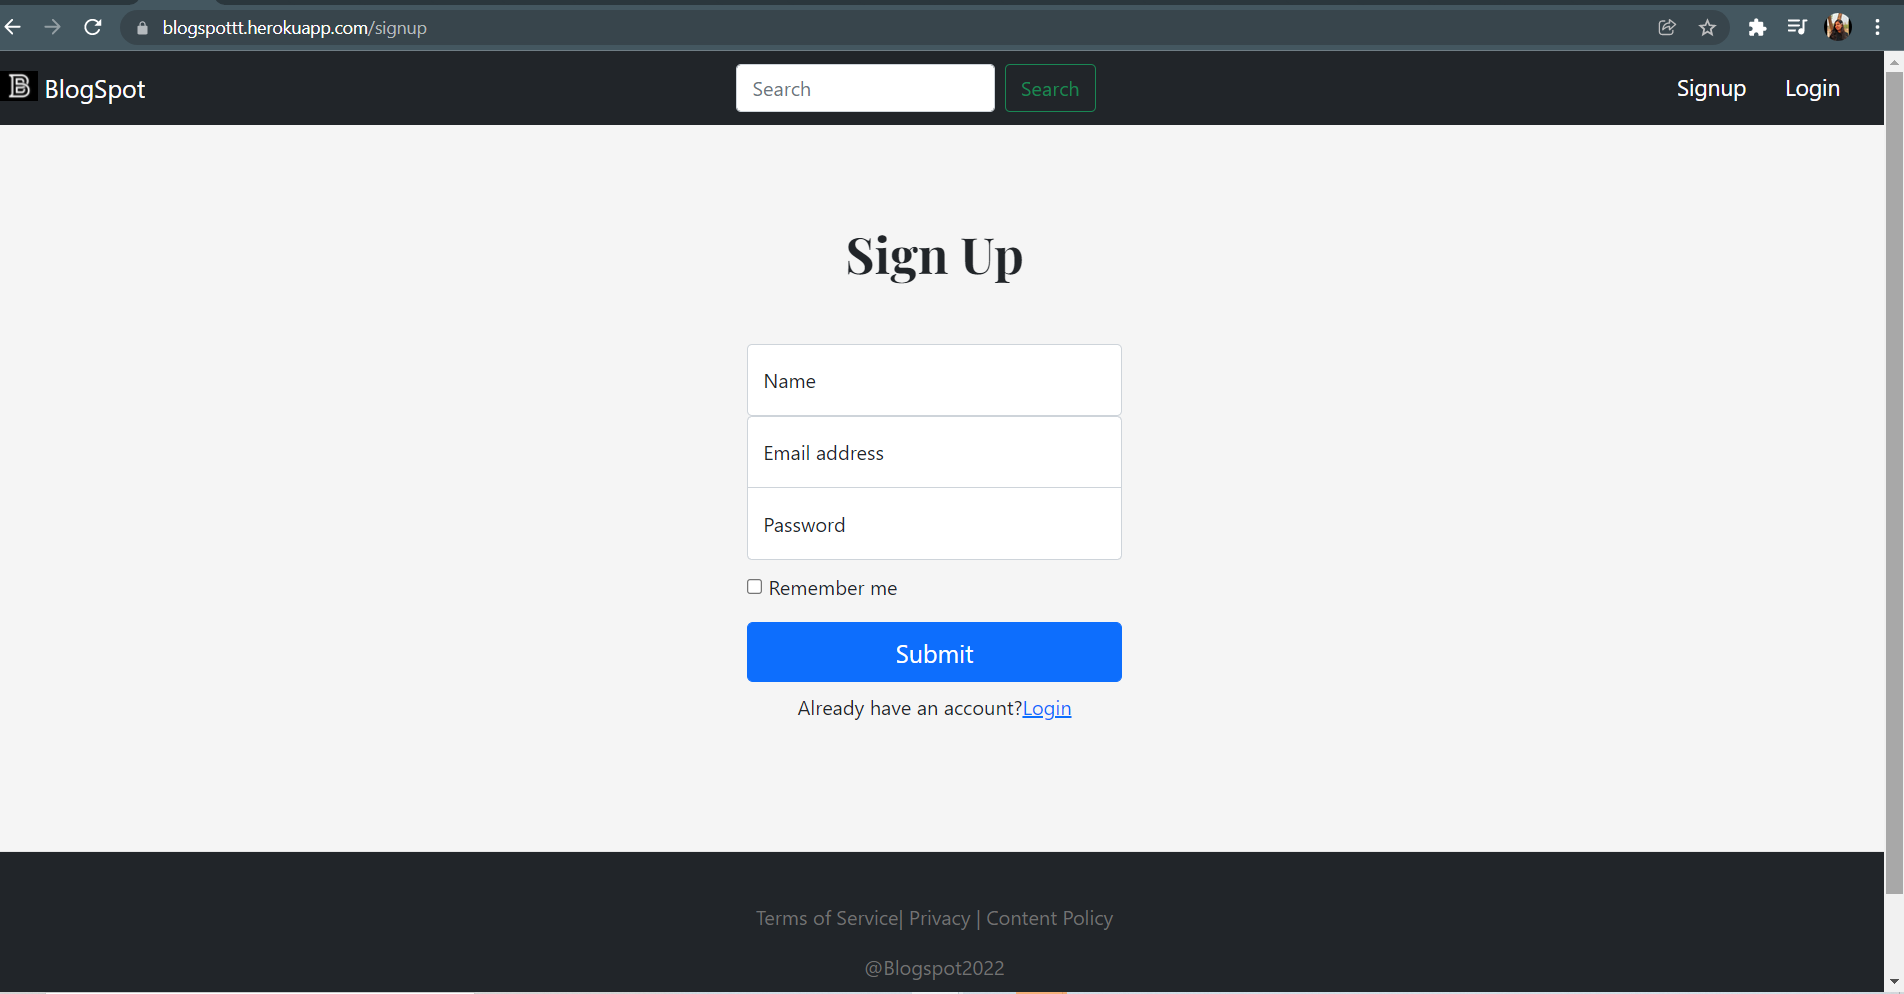 blogspottt.herokuapp.com/signup
B BlogSpot Search Search Signup Login
Sign Up
Name
Email address
Password
Remember me
Submit
Already have an account?Login
Terms of Service| Privacy | Content Policy
@Blogspot2022